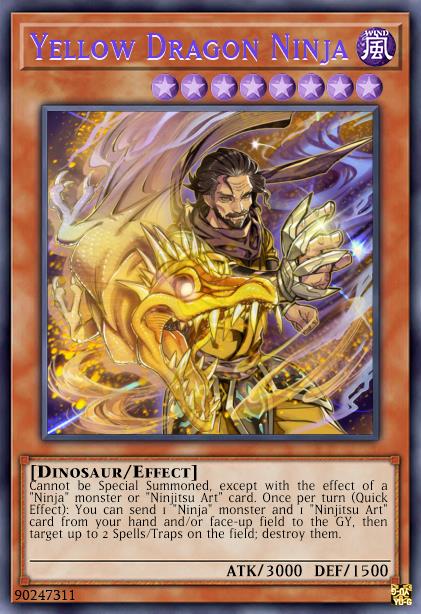 Yellow Dragon Ninja
WIND
風
[Dinosaur/Effect]
Cannot be Special Summoned, except with the effect of a
"Ninja" monster or "Ninjitsu Art" card. Once per turn (Quick
Effect): You can send 1 "Ninja" monster and 1 "Ninjitsu Art"
card from your hand and/or face-up field to the GY, then
target up to 2 Spells/Traps on the field; destroy them.
ATK/3000 DEF/1500
90247311